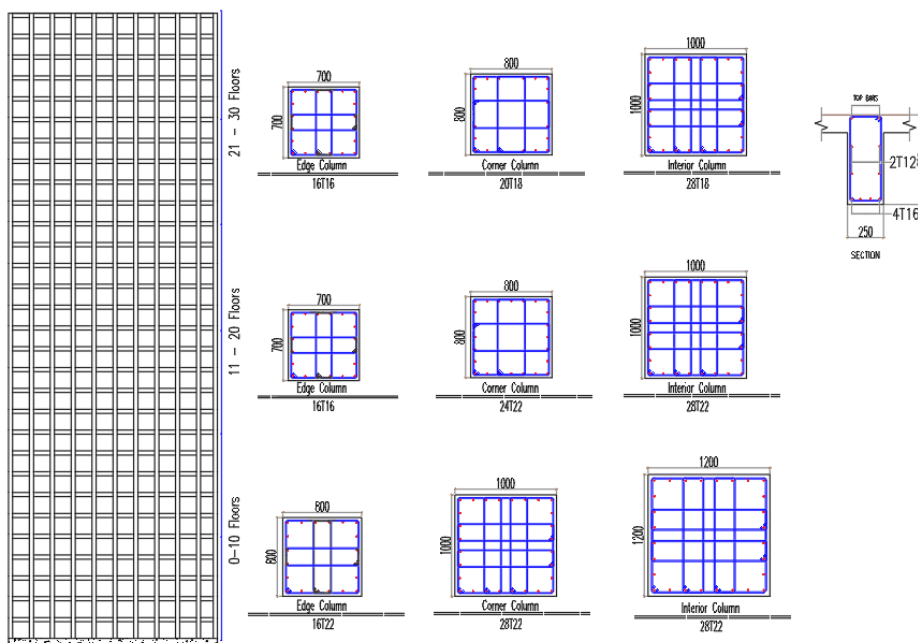 21 - 30 Floors
700
700
Edge Column
16T16
800
800
Corner Column
20T18
1000
1000
Interior Column
28T18
TOP BARS
2T12
4T16
250
SECTION
11 - 20 Floors
700
700
Edge Column
16T16
800
800
Corner Column
24T22
1000
1000
Interior Column
28T22
0-10 Floors
800
800
Edge Column
16T22
1000
1000
Corner Column
28T22
1200
1200
Interior Column
28T22